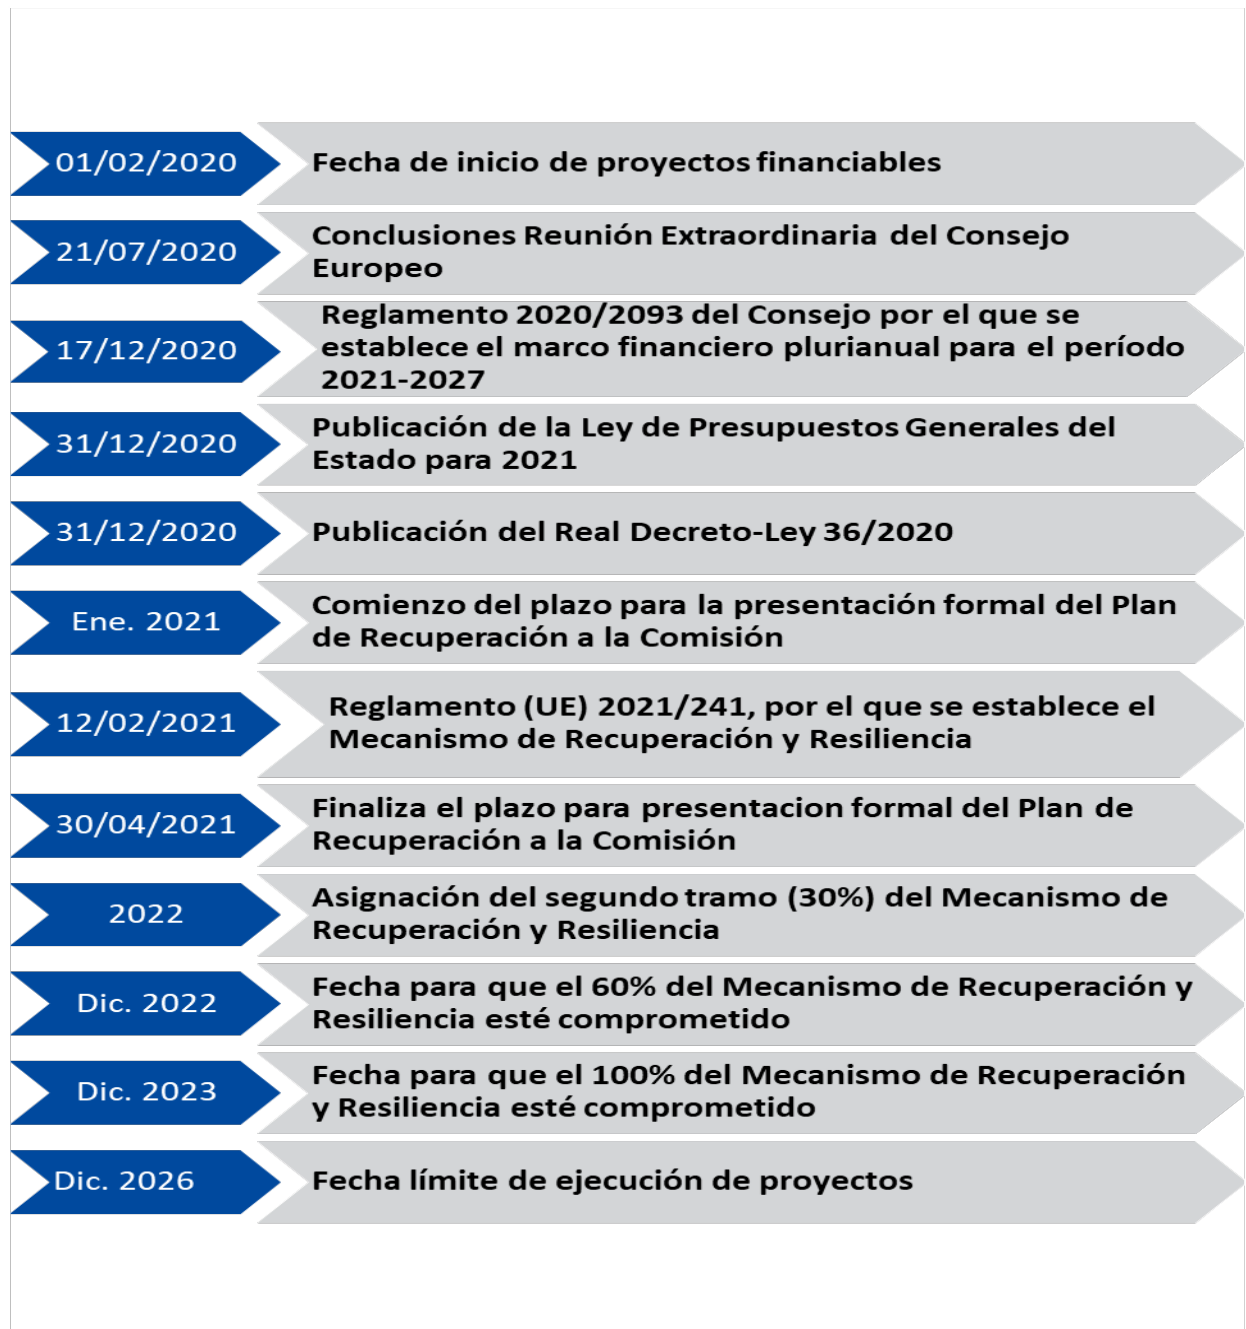 01/02/2020
Fecha de inicio de proyectos financiables
21/07/2020
Conclusiones Reunión Extraordinaria del Consejo
Europeo
17/12/2020
Reglamento 2020/2093 del Consejo por el que se
establece el marco financiero plurianual para el período
2021-2027
31/12/2020
Publicación de la Ley de Presupuestos Generales del
Estado para 2021
31/12/2020
Publicación del Real Decreto-Ley 36/2020
Ene. 2021
Comienzo del plazo para la presentación formal del Plan
de Recuperación a la Comisión
12/02/2021
Reglamento (UE) 2021/241, por el que se establece el
Mecanismo de Recuperación y Resiliencia
30/04/2021
Finaliza el plazo para presentacion formal del Plan de
Recuperación a la Comisión
2022
Asignación del segundo tramo (30%) del Mecanismo de
Recuperación y Resiliencia
Dic. 2022
Fecha para que el 60% del Mecanismo de Recuperación y
Resiliencia esté comprometido
Dic. 2023
Fecha para que el 100% del Mecanismo de Recuperación
y Resiliencia esté comprometido
Dic. 2026
Fecha límite de ejecución de proyectos